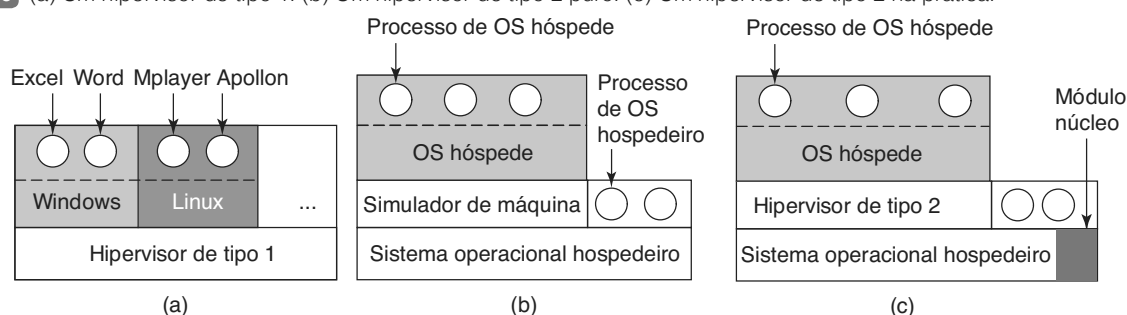 (a) Um hipervisor de tipo 1. (b) Um hipervisor de tipo 2 puro. (c) Um hipervisor de tipo 2 na prática.
Processo de OS hóspede
Excel Word Mplayer Apollon
Windows Linux ...
Hipervisor de tipo 1
(a)
Processo
de OS
hospedeiro
OS hóspede
Simulador de máquina
Sistema operacional hospedeiro
(b)
Processo de OS hóspede
Módulo
núcleo
OS hóspede
Hipervisor de tipo 2
Sistema operacional hospedeiro
(c)